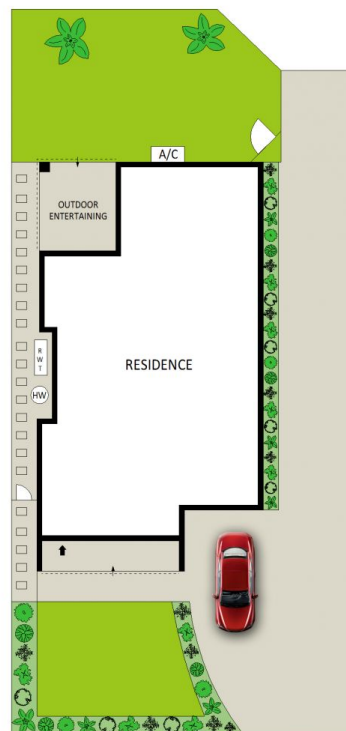 A/C
OUTDOOR
ENTERTAINING
RESIDENCE
R
W
T
HW